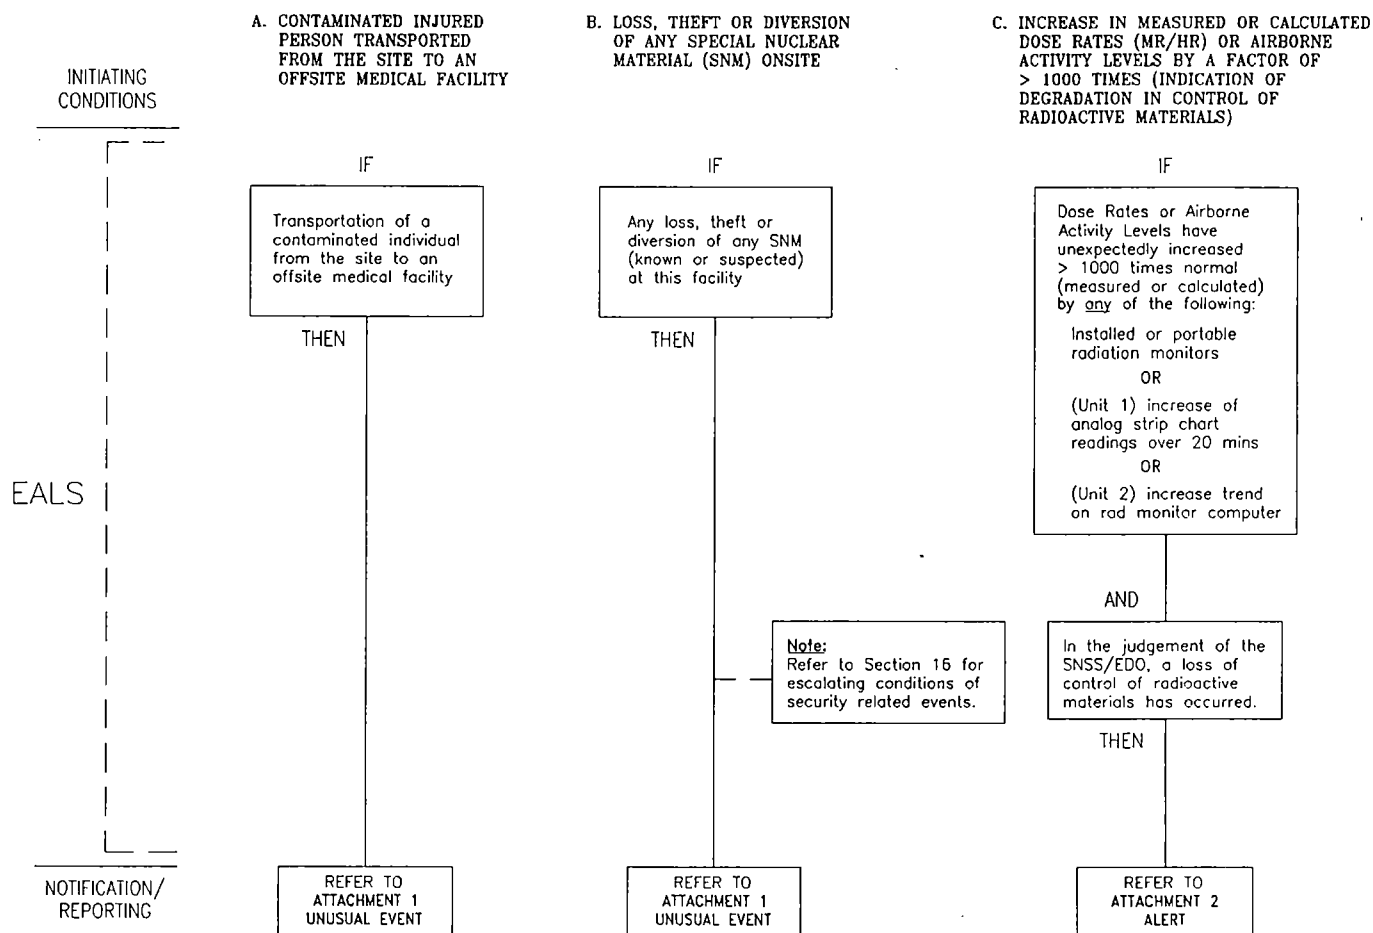 A. CONTAMINATED INJURED
PERSON TRANSPORTED
FROM THE SITE TO AN
OFFSITE MEDICAL FACILITY
B. LOSS, THEFT OR DIVERSION
OF ANY SPECIAL NUCLEAR
MATERIAL (SNM) ONSITE
C. INCREASE IN MEASURED OR CALCULATED
DOSE RATES (MR/HR) OR AIRBORNE
ACTIVITY LEVELS BY A FACTOR OF
> 1000 TIMES (INDICATION OF
DEGRADATION IN CONTROL OF
RADIOACTIVE MATERIALS)
INITIATING
CONDITIONS
EALS
IF
Transportation of a
contaminated individual
from the site to an
offsite medical facility
THEN
IF
Any loss, theft or
diversion of any SNM
(known or suspected)
at this facility
THEN
Note:
Refer to Section 16 for
escalating conditions of
security related events.
IF
Dose Rates or Airborne
Activity Levels have
unexpectedly increased
> 1000 times normal
(measured or calculated)
by any of the following:
Installed or portable
radiation monitors
OR
(Unit 1) increase of
analog strip chart
readings over 20 mins
OR
(Unit 2) increase trend
on rad monitor computer
AND
In the judgement of the
SNSS/EDO, a loss of
control of radioactive
materials has occurred.
THEN
NOTIFICATION/
REPORTING
REFER TO
ATTACHMENT 1
UNUSUAL EVENT
REFER TO
ATTACHMENT 1
UNUSUAL EVENT
REFER TO
ATTACHMENT 2
ALERT